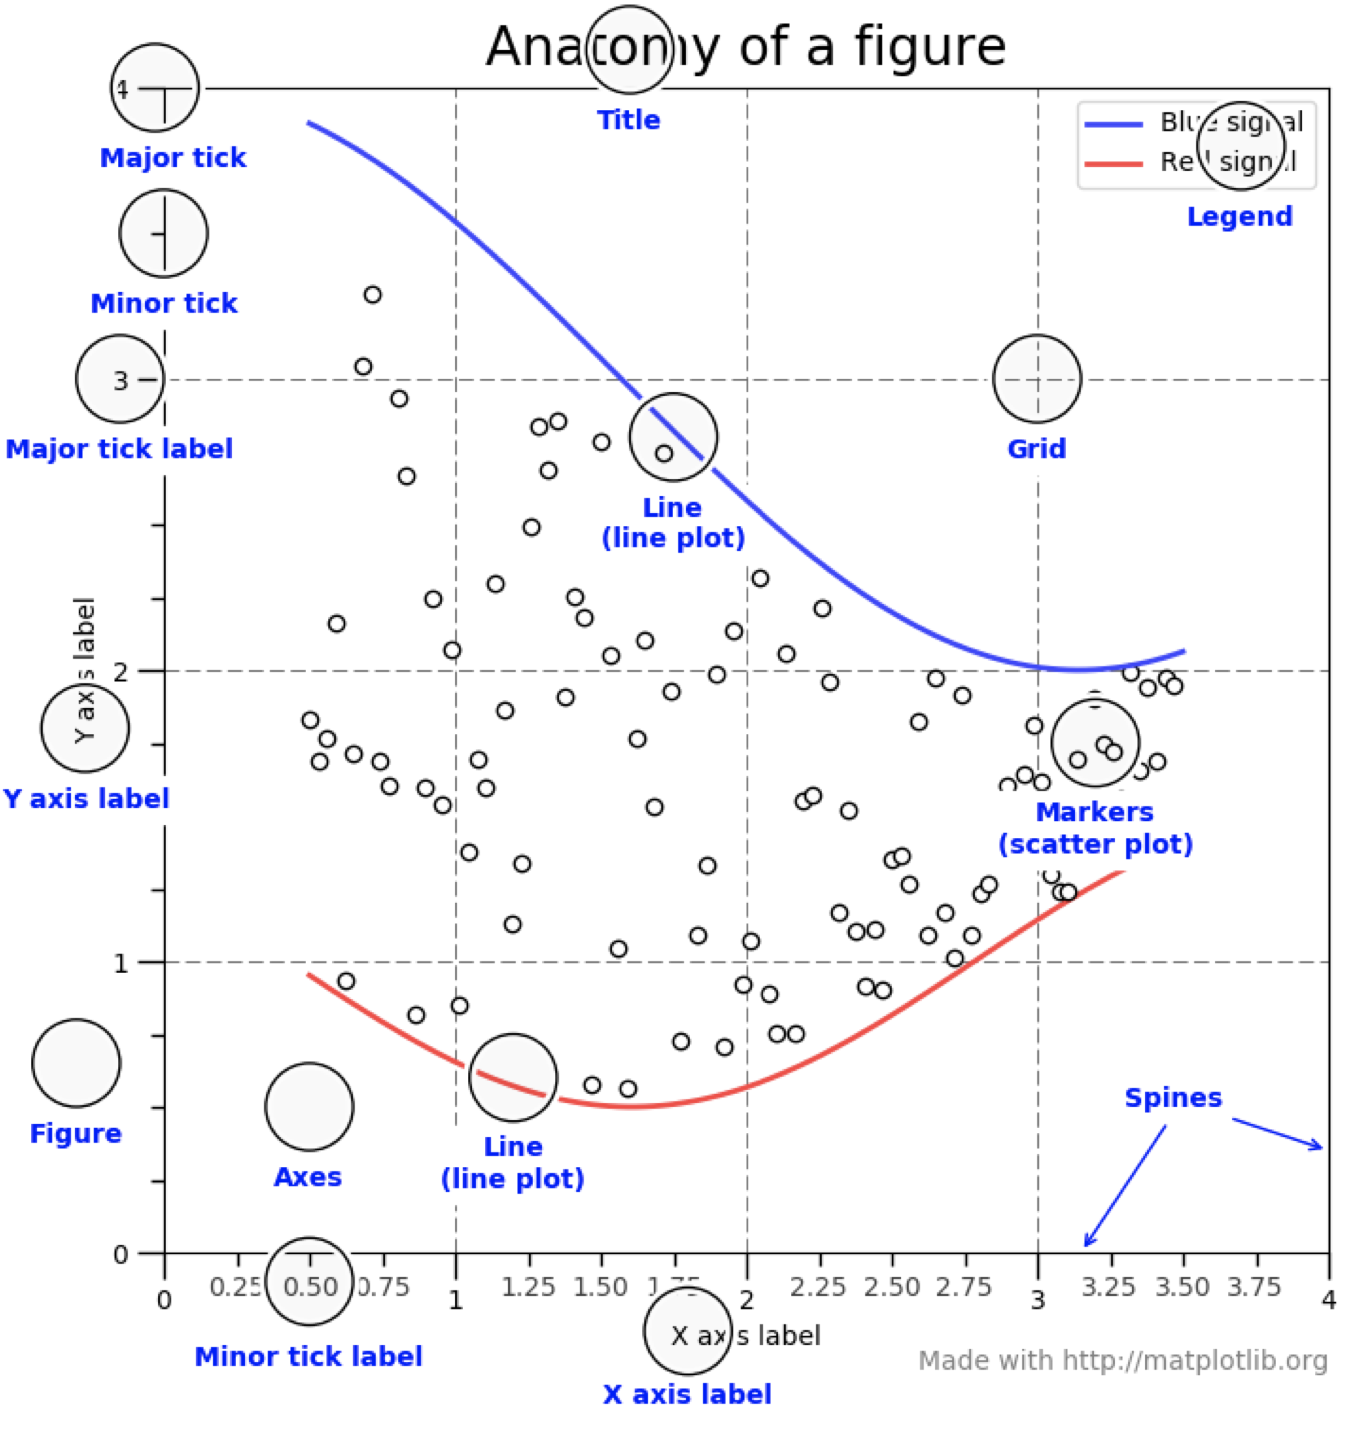 Anatomy of a figure
Title
4
Major tick
Blue signal
Red signal
Legend
Minor tick
3
Major tick label
Grid
Line
(line plot)
Y axis label
2
Y axis label
Markers
(scatter plot)
1
Figure
Axes
Line
(line plot)
Spines
0
0.25 0.50 0.75 1.25 1.50 1.75 2.25 2.50 2.75 3.25 3.50 3.75
0 1 2 3 4
X axis label
Minor tick label
Made with http://matplotlib.org
X axis label